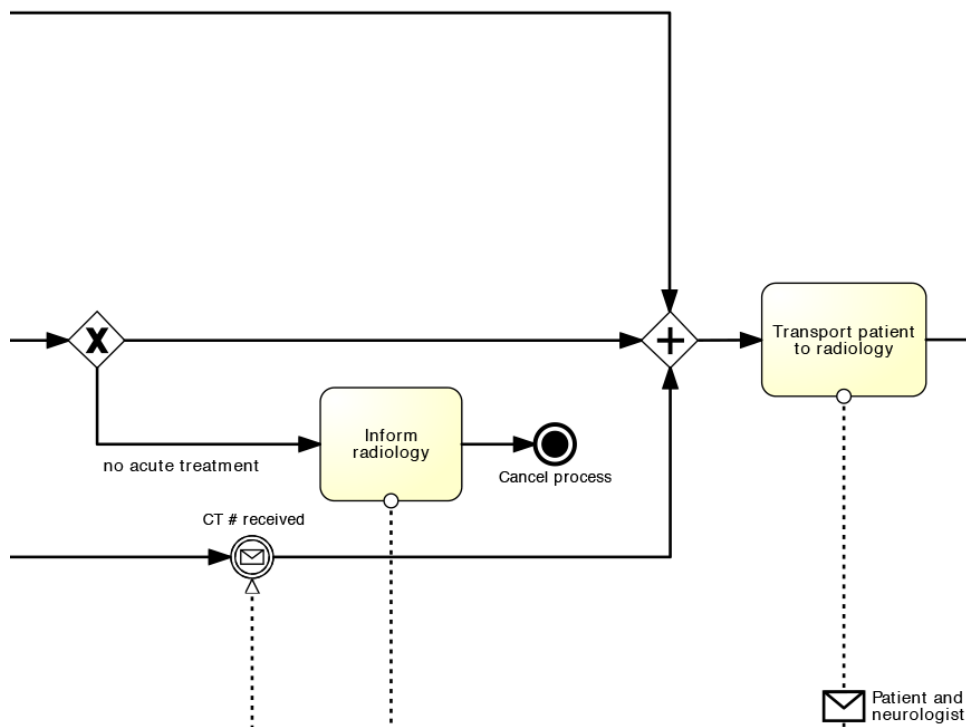 Transport patient
to radiology
Inform
radiology
no acute treatment
Cancel process
CT # received
Patient and
neurologist